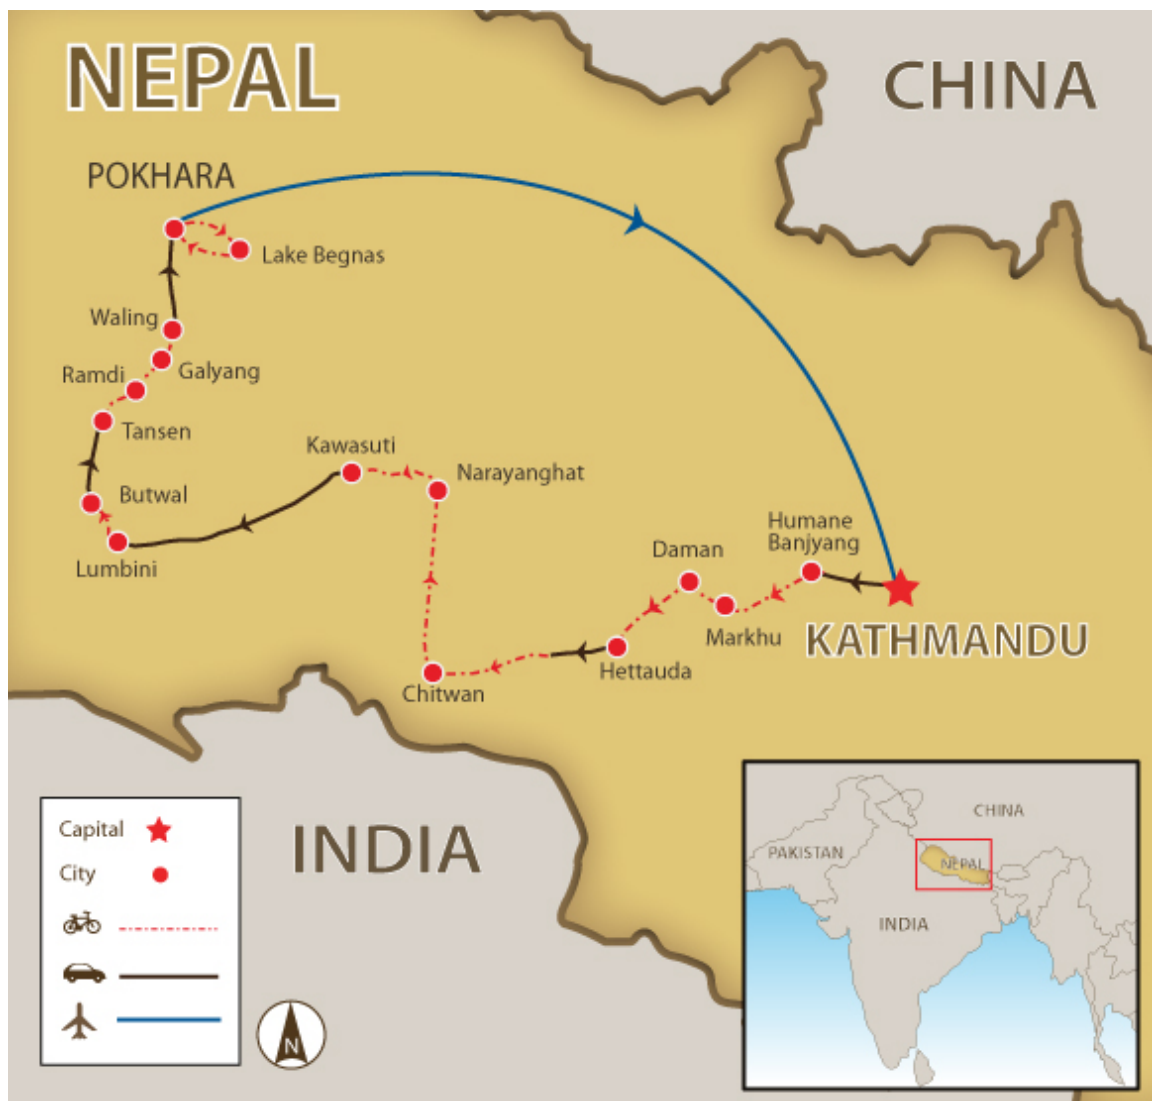 NEPAL
CHINA
POKHARA
Lake Begnas
Waling
Galyang
Ramdi
Tansen
Kawasuti
Narayanghat
Butwal
Lumbini
Humane
Banjyang
Daman
Markhu
KATHMANDU
Hettauda
Chitwan
INDIA
Capital
City
N
CHINA
PAKISTAN
NEPAL
INDIA